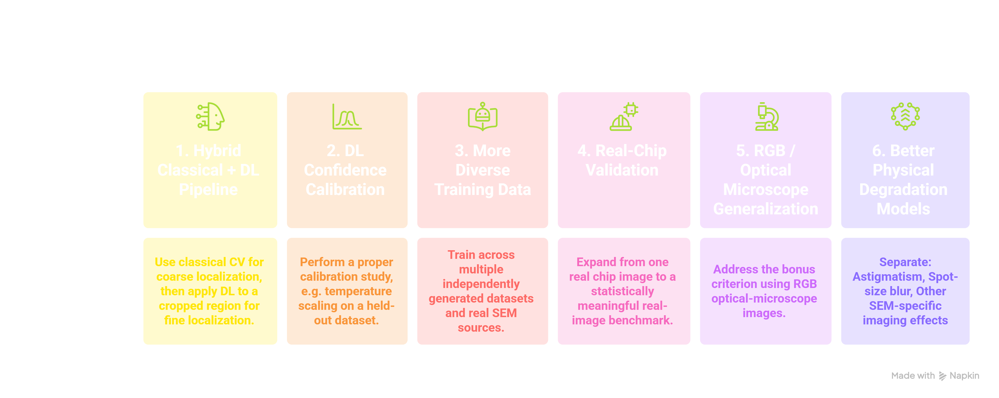 1. Hybrid
Classical + DL
Pipeline
2. DL
Confidence
Calibration
3. More
Diverse
Training Data
4. Real-Chip
Validation
5. RGB /
Optical
Microscope
Generalization
6. Better
Physical
Degradation
Models
Use classical CV for
coarse localization,
then apply DL to a
cropped region for
fine localization.
Perform a proper
calibration study,
e.g. temperature
scaling on a held-
out dataset.
Train across
multiple
independently
generated datasets
and real SEM
sources.
Expand from one
real chip image to a
statistically
meaningful real-
image benchmark.
Address the bonus
criterion using RGB
optical-microscope
images.
Separate:
Astigmatism, Spot-
size blur, Other
SEM-specific
imaging effects
Made with Napkin